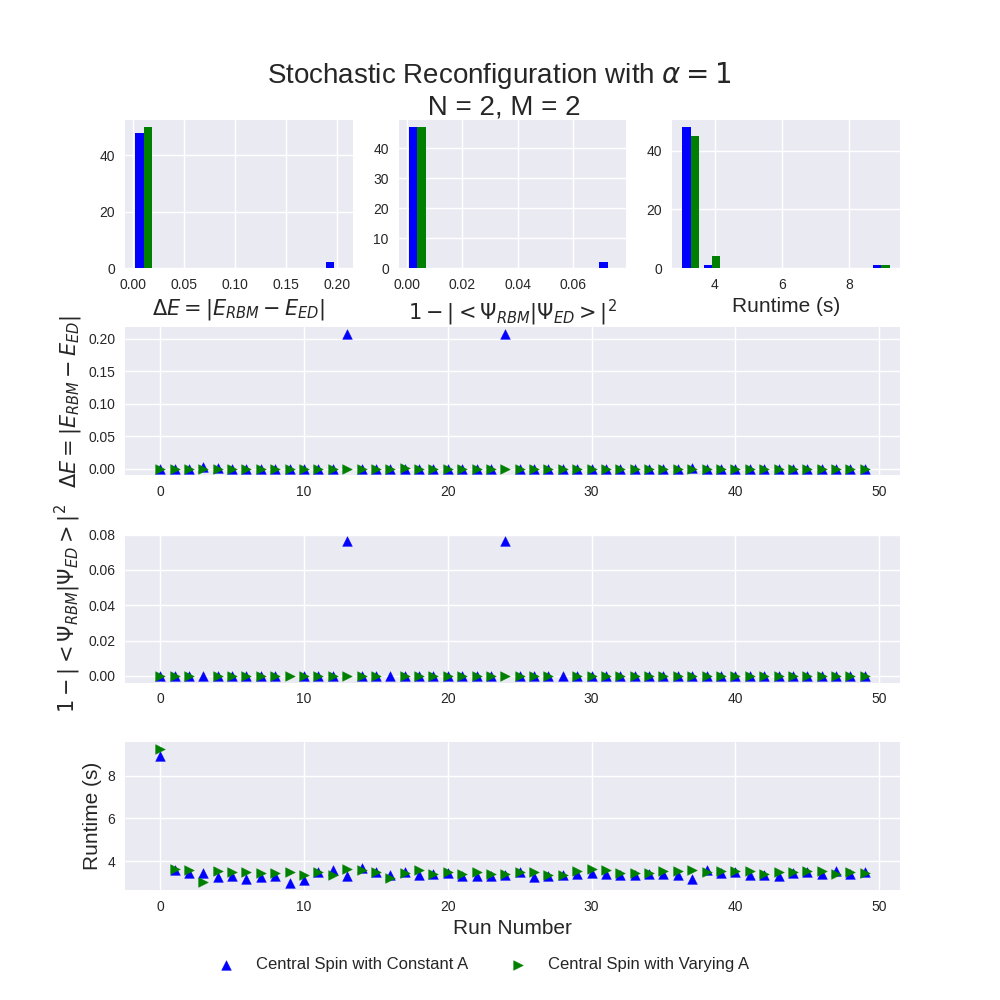 Stochastic Reconfiguration with α = 1
N = 2, M = 2
40
20
0
0.00 0.05 0.10 0.15 0.20
ΔE = |E_RBM − E_ED|
40
30
20
10
0
0.00 0.02 0.04 0.06
1 − | < Ψ_RBM|Ψ_ED > |²
40
20
0
4 6 8
Runtime (s)
ΔE = |E_RBM − E_ED|
0.20
0.15
0.10
0.05
0.00
0 10 20 30 40 50
1 − | < Ψ_RBM|Ψ_ED > |²
0.08
0.06
0.04
0.02
0.00
0 10 20 30 40 50
Runtime (s)
8
6
4
0 10 20 30 40 50
Run Number
Central Spin with Constant A
Central Spin with Varying A